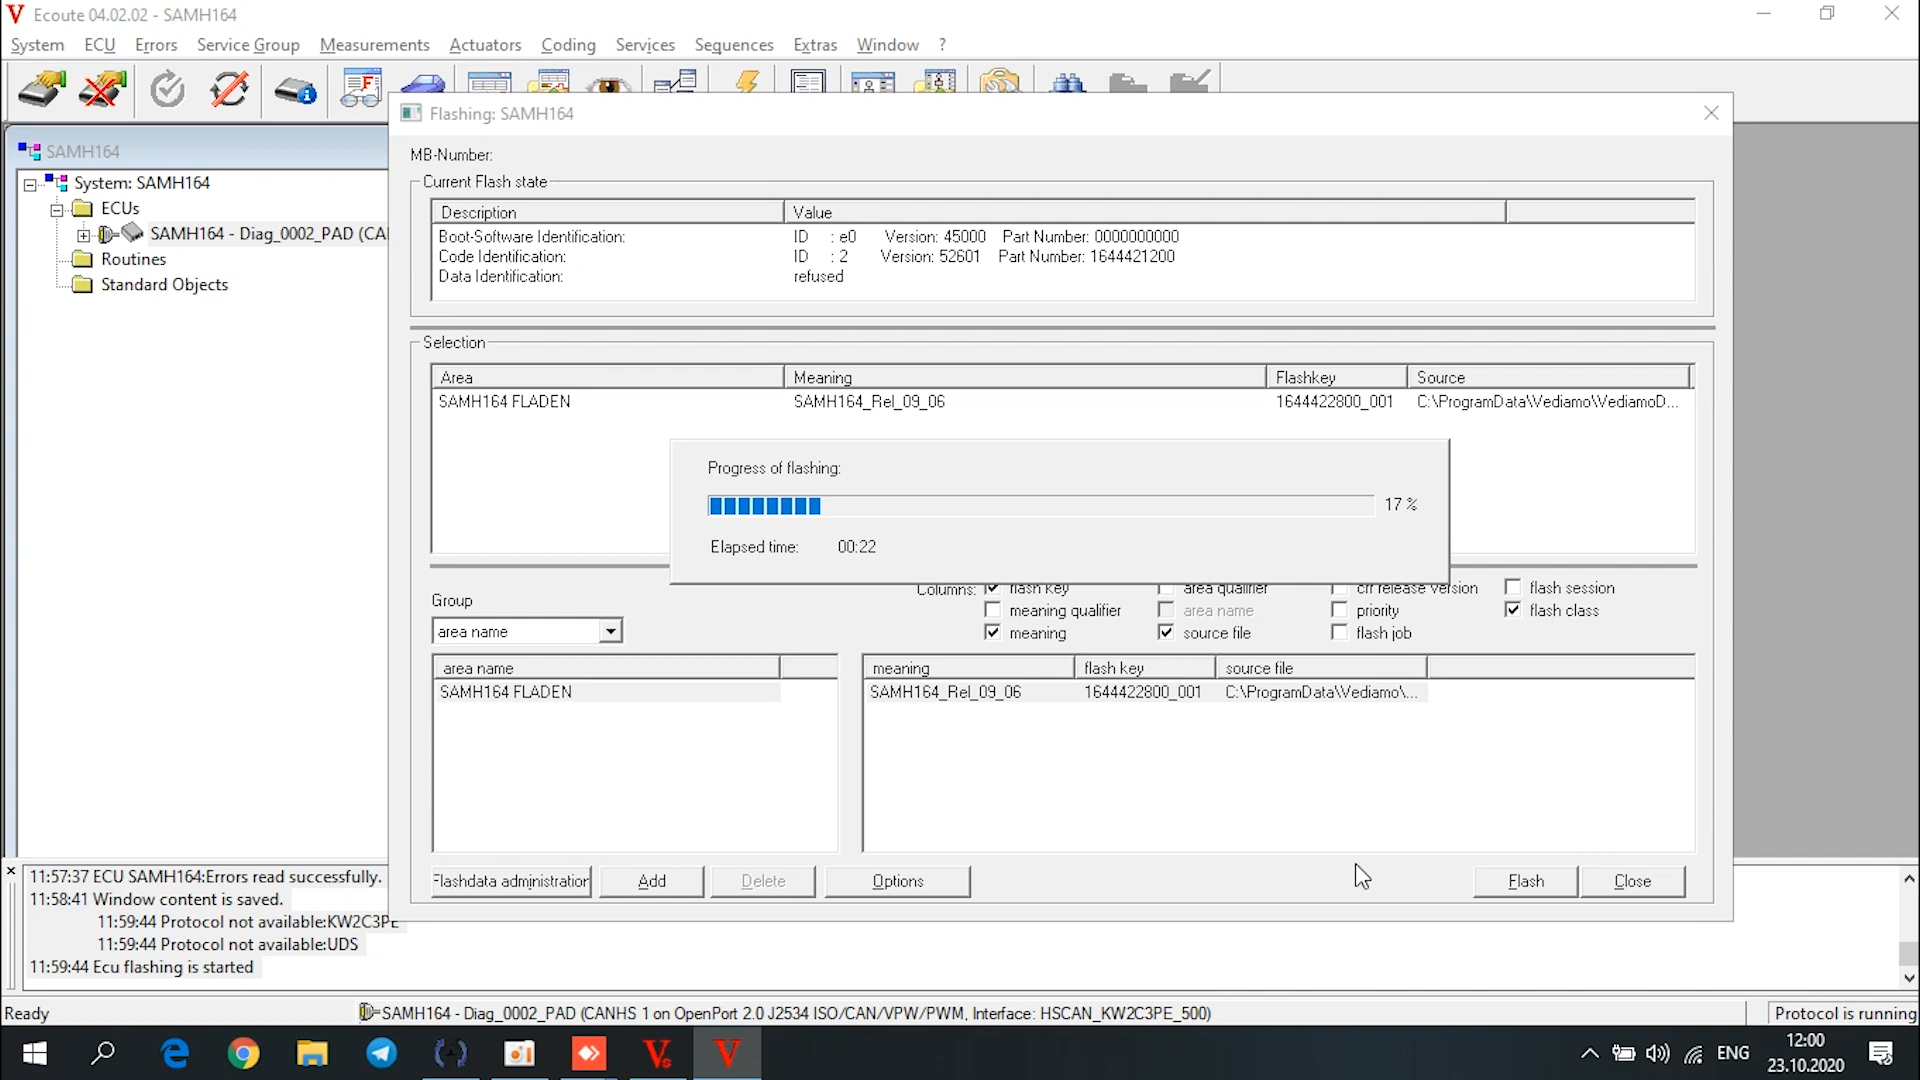 Ecoute 04.02.02 - SAMH164
System ECU Errors Service Group Measurements Actuators Coding Services Sequences Extras Window ?
SAMH164
System: SAMH164
ECUs
SAMH164 - Diag_0002_PAD (CAN
Routines
Standard Objects
Flashing: SAMH164
MB-Number:
Current Flash state
Description Value
Boot-Software Identification: ID : e0 Version: 45000 Part Number: 0000000000
Code Identification: ID : 2 Version: 52601 Part Number: 1644421200
Data Identification: refused
Selection
Area Meaning Flashkey Source
SAMH164 FLADEN SAMH164_Rel_09_06 1644422800_001 C:\ProgramData\Vediamo\VediamoD...
Progress of flashing:
17 %
Elapsed time: 00:22
Columns: flash key area qualifier crr release version flash session
meaning qualifier area name priority flash class
meaning source file flash job
Group
area name
area name
SAMH164 FLADEN
meaning flash key source file
SAMH164_Rel_09_06 1644422800_001 C:\ProgramData\Vediamo\...
Flashdata administration Add Delete Options Flash Close
11:57:37 ECU SAMH164:Errors read successfully.
11:58:41 Window content is saved.
11:59:44 Protocol not available:KW2C3PE
11:59:44 Protocol not available:UDS
11:59:44 Ecu flashing is started
Ready SAMH164 - Diag_0002_PAD (CANHS 1 on OpenPort 2.0 J2534 ISO/CAN/VPW/PWM, Interface: HSCAN_KW2C3PE_500) Protocol is running
ENG
12:00
23.10.2020